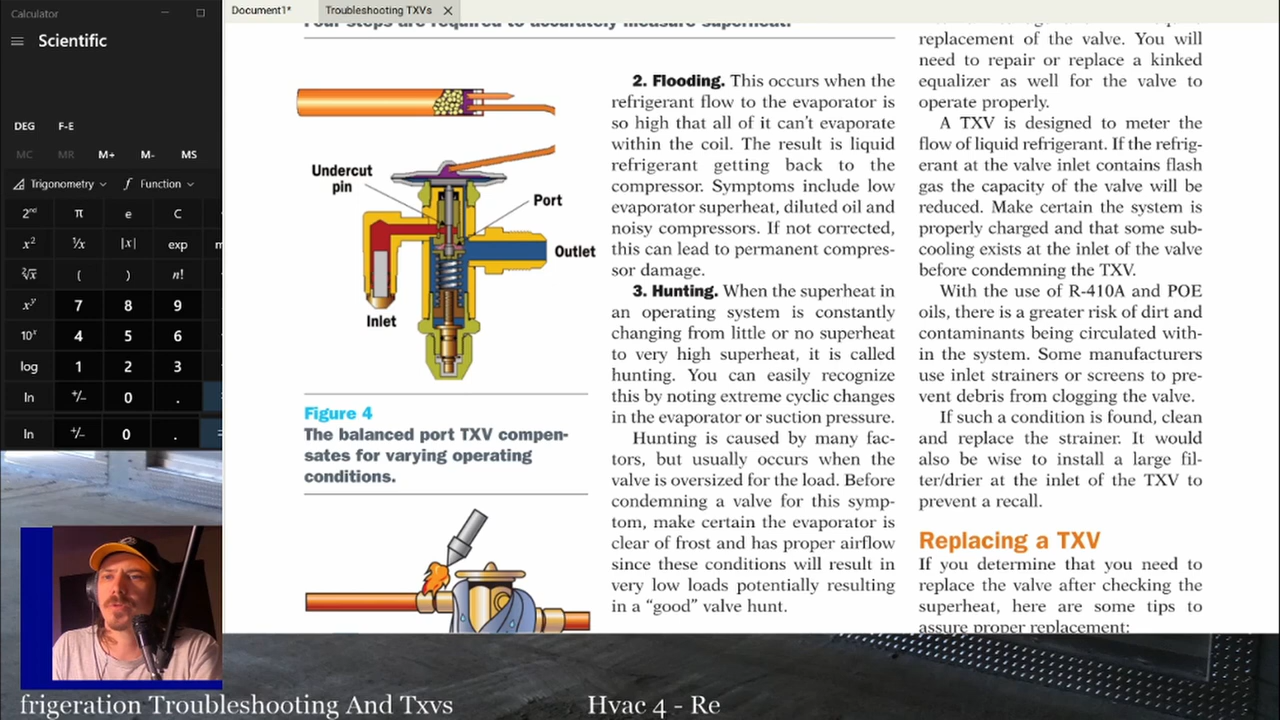 Calculator
Scientific
DEG F-E
MC MR M+ M- MS
Trigonometry Function
2ⁿᵈ π e C
x² ¹/x |x| exp
²√x ( ) n!
xʸ 7 8 9
10ˣ 4 5 6
log 1 2 3
ln +/- 0 .
ln +/- 0 .
Document1*
Troubleshooting TXVs
Four steps are required to accurately measure superheat.
Undercut
pin
Port
Outlet
Inlet
Figure 4
The balanced port TXV compen-
sates for varying operating
conditions.
2. Flooding. This occurs when the
refrigerant flow to the evaporator is
so high that all of it can't evaporate
within the coil. The result is liquid
refrigerant getting back to the
compressor. Symptoms include low
evaporator superheat, diluted oil and
noisy compressors. If not corrected,
this can lead to permanent compres-
sor damage.
3. Hunting. When the superheat in
an operating system is constantly
changing from little or no superheat
to very high superheat, it is called
hunting. You can easily recognize
this by noting extreme cyclic changes
in the evaporator or suction pressure.
Hunting is caused by many fac-
tors, but usually occurs when the
valve is oversized for the load. Before
condemning a valve for this symp-
tom, make certain the evaporator is
clear of frost and has proper airflow
since these conditions will result in
very low loads potentially resulting
in a “good” valve hunt.
replacement of the valve. You will
need to repair or replace a kinked
equalizer as well for the valve to
operate properly.
A TXV is designed to meter the
flow of liquid refrigerant. If the refrig-
erant at the valve inlet contains flash
gas the capacity of the valve will be
reduced. Make certain the system is
properly charged and that some sub-
cooling exists at the inlet of the valve
before condemning the TXV.
With the use of R-410A and POE
oils, there is a greater risk of dirt and
contaminants being circulated with-
in the system. Some manufacturers
use inlet strainers or screens to pre-
vent debris from clogging the valve.
If such a condition is found, clean
and replace the strainer. It would
also be wise to install a large fil-
ter/drier at the inlet of the TXV to
prevent a recall.
Replacing a TXV
If you determine that you need to
replace the valve after checking the
superheat, here are some tips to
assure proper replacement:
frigeration Troubleshooting And Txvs Hvac 4 - Re